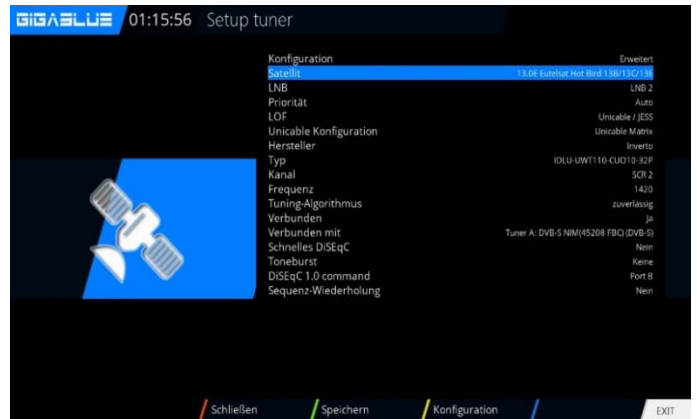 GIGABLUE 01:15:56 Setup tuner
Konfiguration Erweitert
Satellit 13.0E Eutelsat Hot Bird 13B/13C/13E
LNB LNB 2
Priorität Auto
LOF Unicable / JESS
Unicable Konfiguration Unicable Matrix
Hersteller Inverto
Typ IDLU-UWT110-CUO10-32P
Kanal SCR 2
Frequenz 1420
Tuning-Algorithmus zuverlässig
Verbunden Ja
Verbunden mit Tuner A: DVB-S NIM(45208 FBC) (DVB-S)
Schnelles DiSEqC Nein
Toneburst Keine
DiSEqC 1.0 command Port B
Sequenz-Wiederholung Nein
Schließen Speichern Konfiguration EXIT